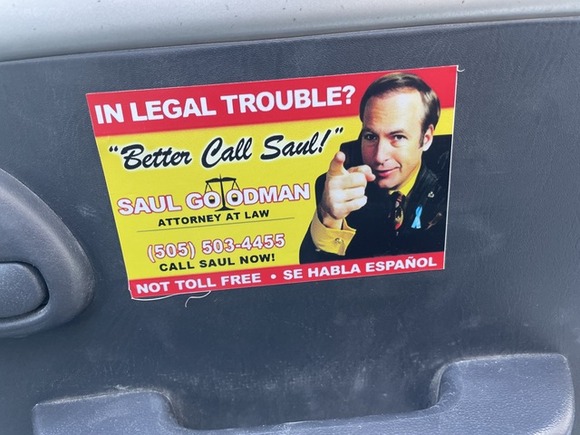 IN LEGAL TROUBLE?
"Better Call Saul!"
SAUL GOODMAN
ATTORNEY AT LAW
(505) 503-4455
CALL SAUL NOW!
NOT TOLL FREE • SE HABLA ESPAÑOL